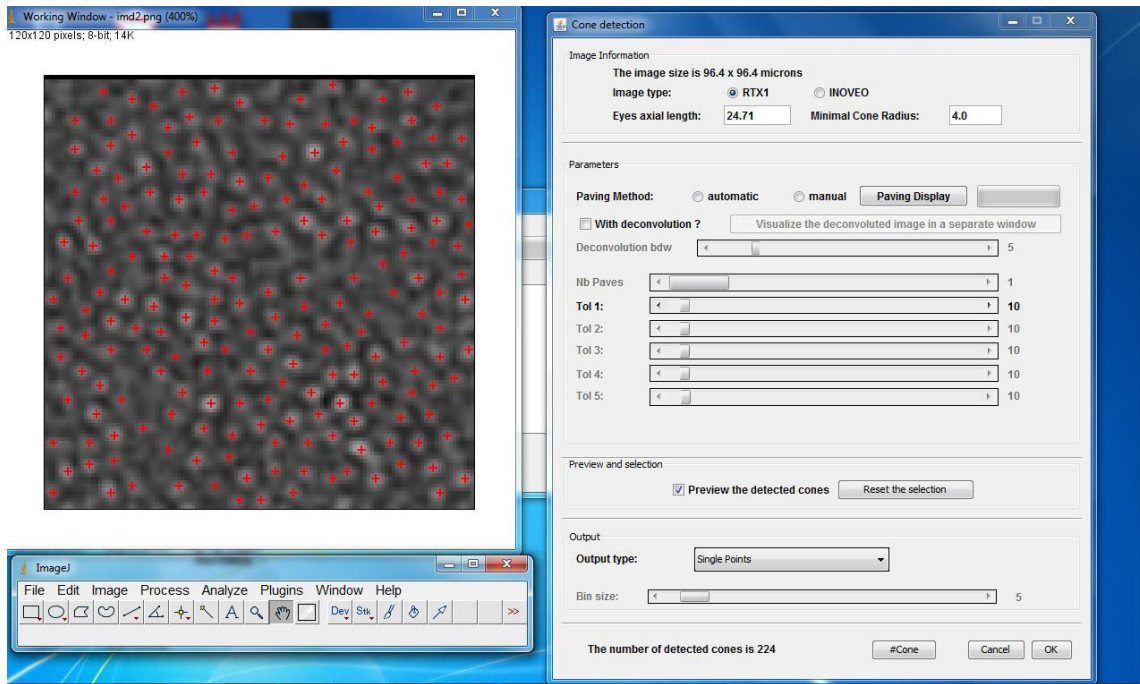 Working Window - imd2.png (400%)
120x120 pixels; 8-bit; 14K
Cone detection
Image Information
The image size is 96.4 x 96.4 microns
Image type: RTX1 INOVEO
Eyes axial length: 24.71 Minimal Cone Radius: 4.0
Parameters
Paving Method: automatic manual Paving Display
With deconvolution ? Visualize the deconvoluted image in a separate window
Deconvolution bdw 5
Nb Paves 1
Tol 1: 10
Tol 2: 10
Tol 3: 10
Tol 4: 10
Tol 5: 10
Preview and selection
Preview the detected cones Reset the selection
Output
Output type: Single Points
Bin size: 5
The number of detected cones is 224 #Cone Cancel OK
ImageJ
File Edit Image Process Analyze Plugins Window Help
A Dev Stk >>